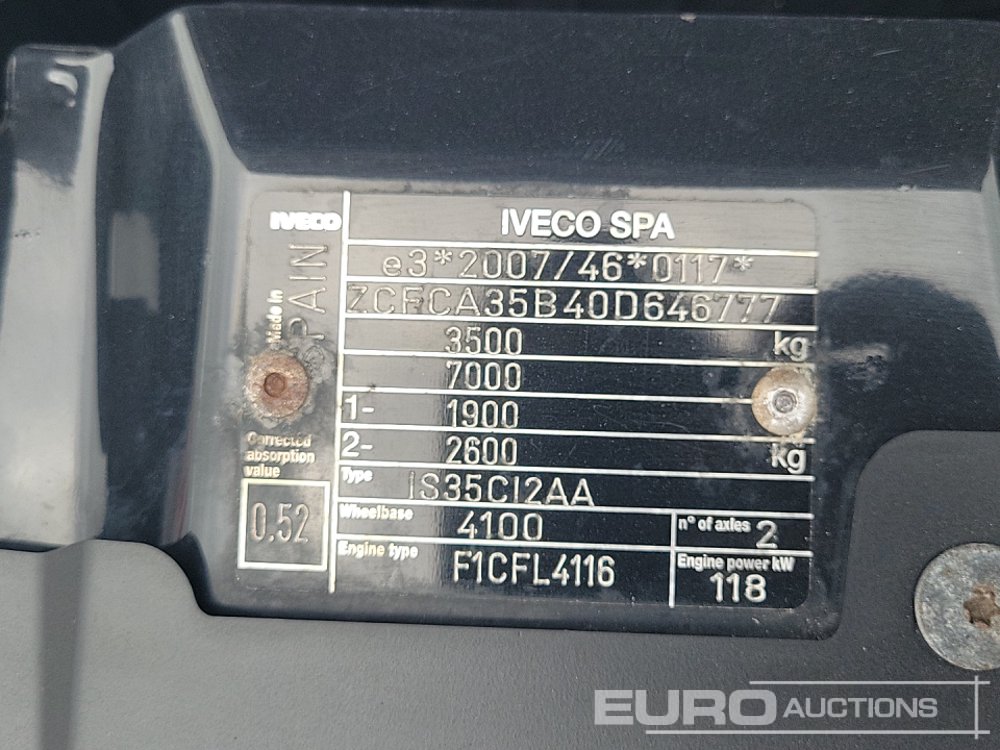 IVECO
IVECO SPA
Made in SPAIN
e3*2007/46*0117*
ZCFCA35B40D646777
3500 kg
7000
1- 1900
2- 2600 kg
Corrected
absorption
value
0.52
Type IS35CI2AA
Wheelbase 4100
n° of axles 2
Engine type F1CFL4116
Engine power kW
118
EURO AUCTIONS